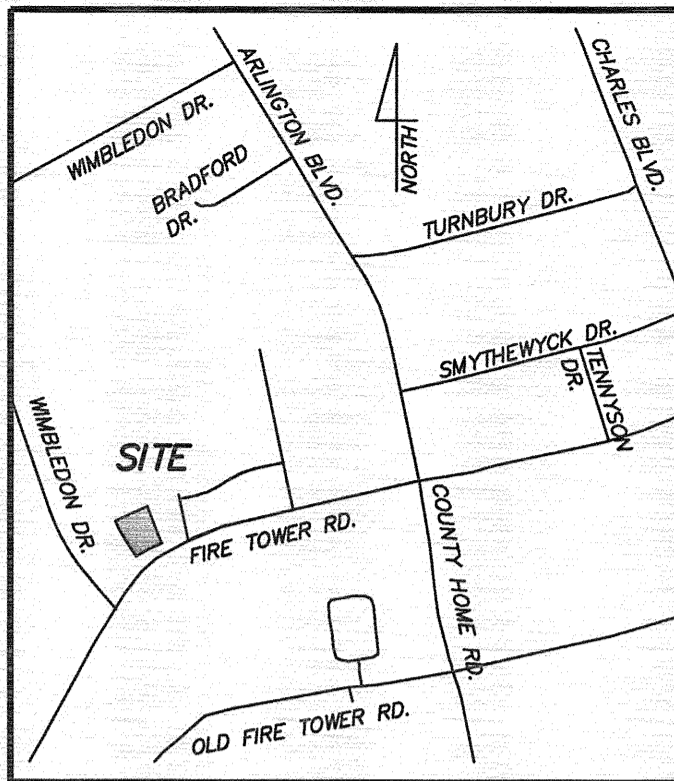 ARLINGTON BLVD.
CHARLES BLVD.
WIMBLEDON DR.
BRADFORD
DR.
NORTH
TURNBURY DR.
SMYTHEWYCK DR.
TENNYSON
DR.
WIMBLEDON DR.
SITE
FIRE TOWER RD.
COUNTY HOME RD.
OLD FIRE TOWER RD.